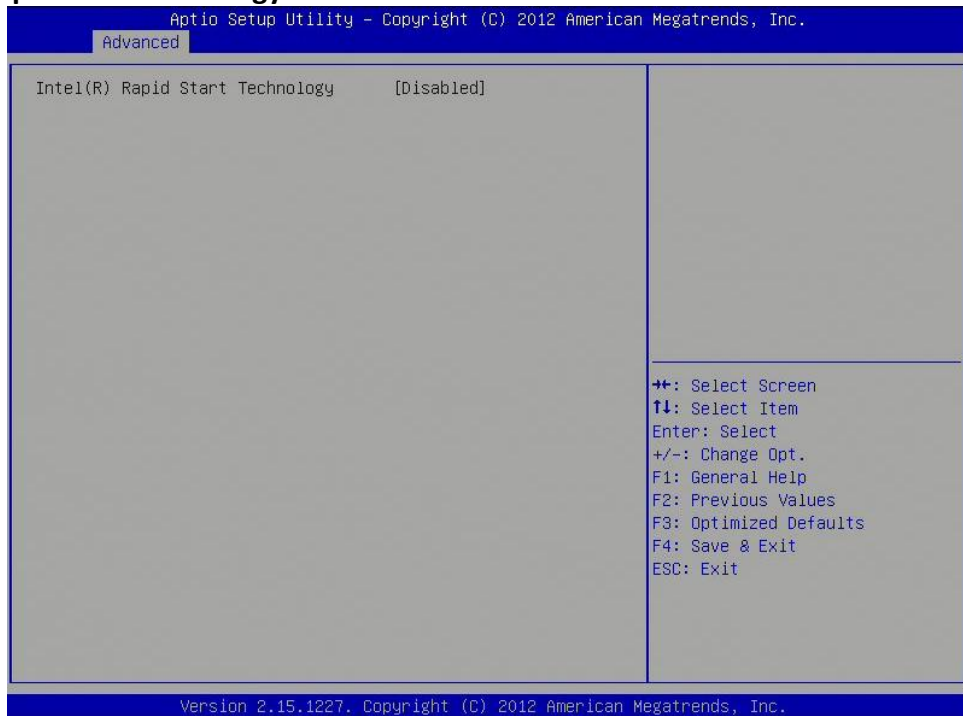 Aptio Setup Utility – Copyright (C) 2012 American Megatrends, Inc.
Advanced
Intel(R) Rapid Start Technology [Disabled]
→←: Select Screen
↑↓: Select Item
Enter: Select
+/-: Change Opt.
F1: General Help
F2: Previous Values
F3: Optimized Defaults
F4: Save & Exit
ESC: Exit
Version 2.15.1227. Copyright (C) 2012 American Megatrends, Inc.